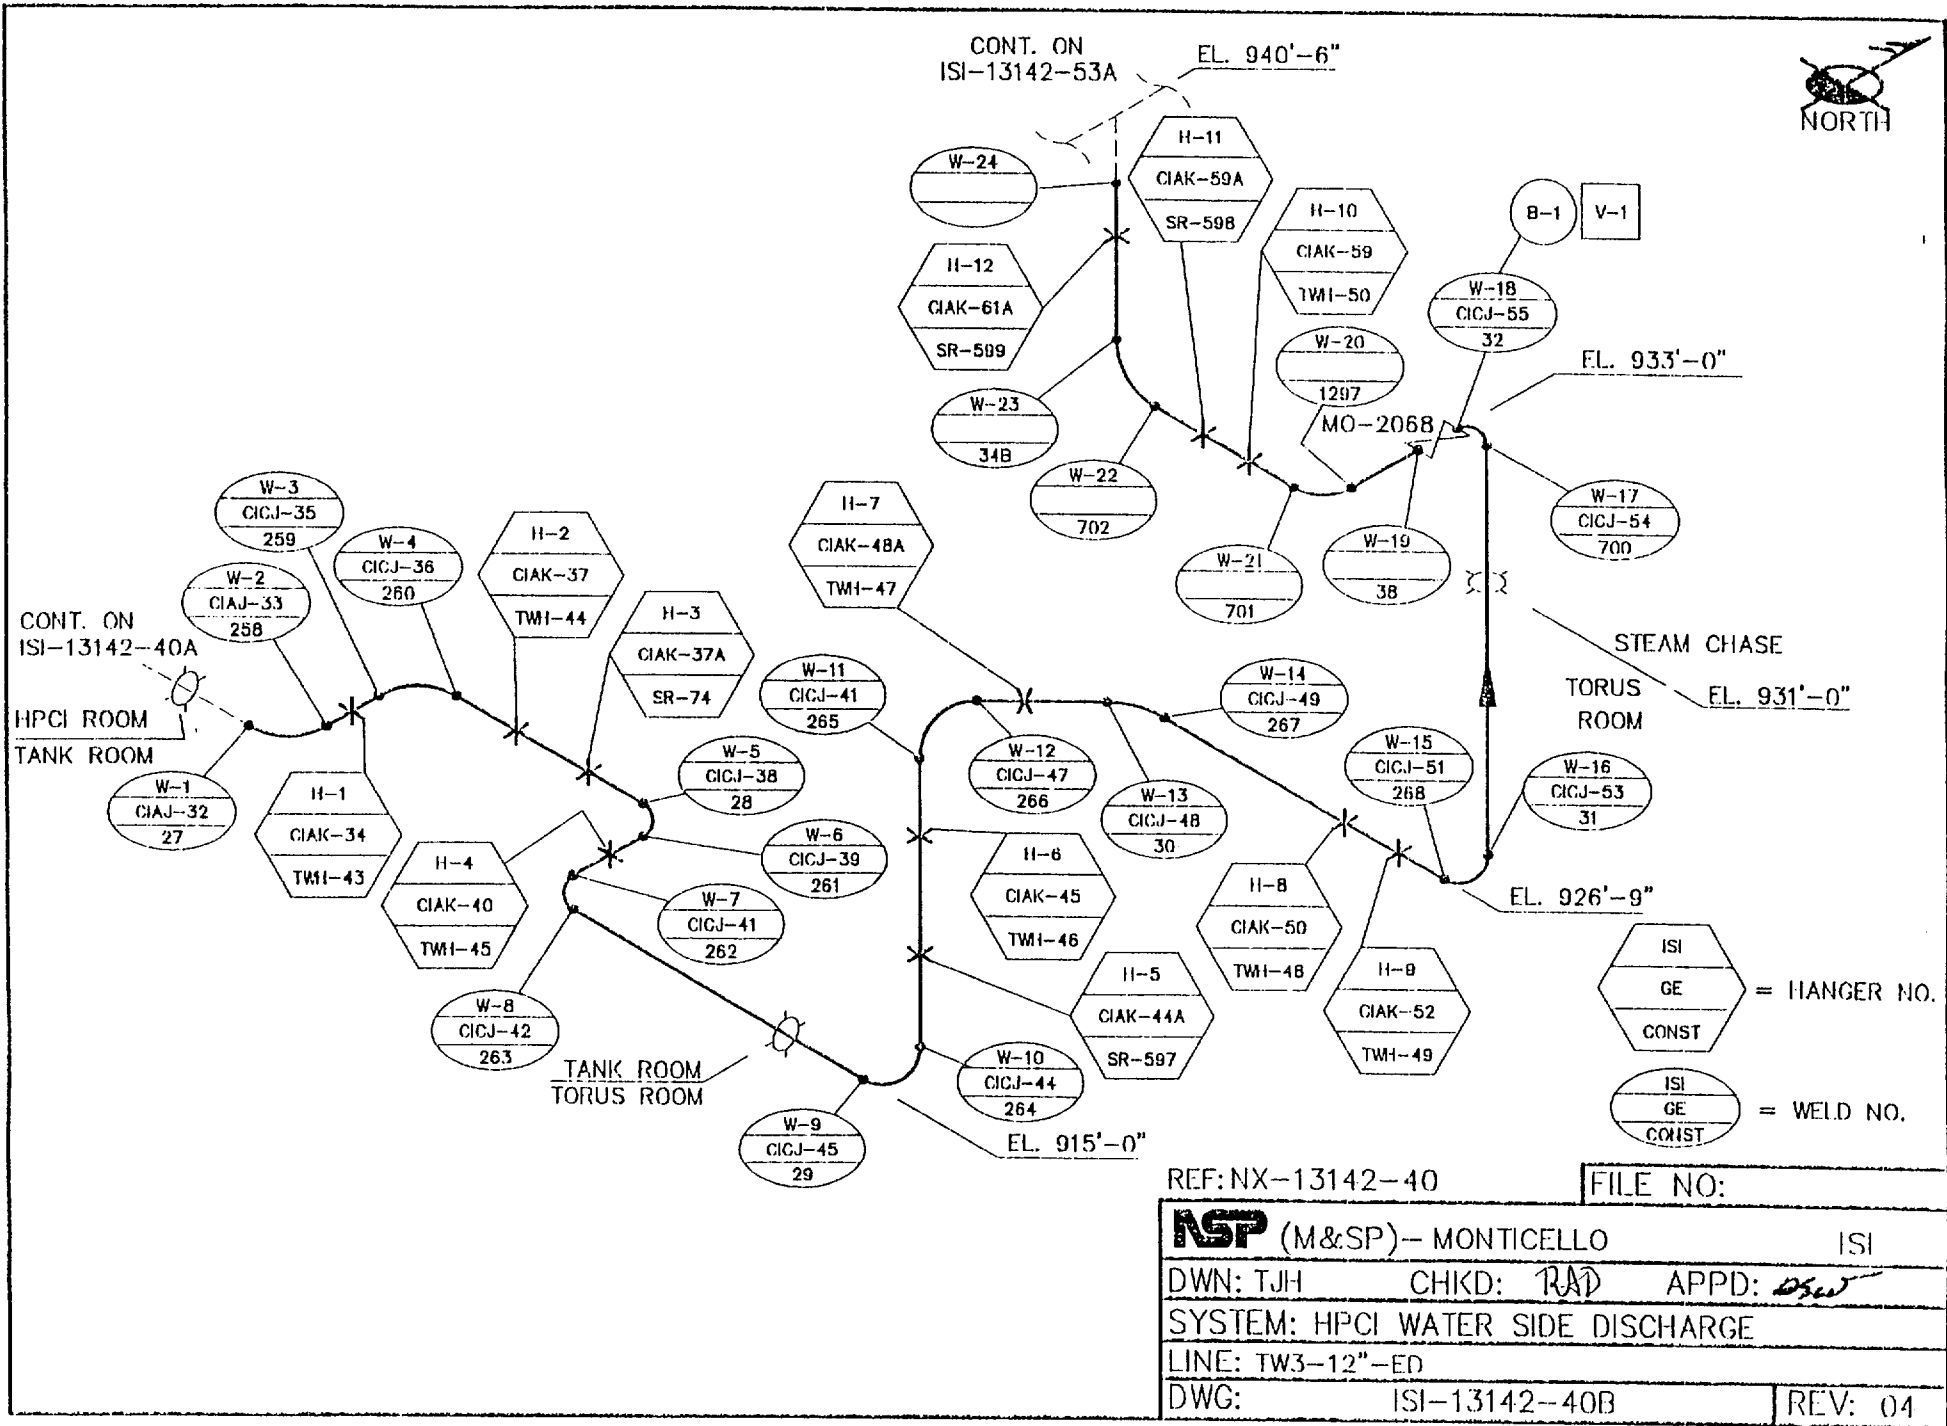 CONT. ON
ISI-13142-53A
EL. 940'-6"
NORTH
W-24
H-11
CIAK-59A
SR-598
H-10
CIAK-59
TWH-50
B-1
V-1
H-12
CIAK-61A
SR-599
W-18
CICJ-55
32
W-20
1297
EL. 933'-0"
MO-2068
W-23
34B
W-22
702
W-21
701
W-19
38
W-17
CICJ-54
700
STEAM CHASE
TORUS
ROOM
EL. 931'-0"
W-3
CICJ-35
259
W-4
CICJ-36
260
W-2
CIAJ-33
258
H-2
CIAK-37
TWH-44
H-3
CIAK-37A
SR-74
H-7
CIAK-48A
TWH-47
CONT. ON
ISI-13142-40A
HPCI ROOM
TANK ROOM
W-1
CIAJ-32
27
H-1
CIAK-34
TWH-43
H-4
CIAK-40
TWH-45
W-5
CICJ-38
28
W-6
CICJ-39
261
W-7
CICJ-41
262
W-8
CICJ-42
263
W-11
CICJ-41
265
W-12
CICJ-47
266
W-13
CICJ-48
30
W-14
CICJ-49
267
W-15
CICJ-51
268
W-16
CICJ-53
31
H-6
CIAK-45
TWH-46
H-5
CIAK-44A
SR-597
H-8
CIAK-50
TWH-48
H-9
CIAK-52
TWH-49
EL. 926'-9"
TANK ROOM
TORUS ROOM
W-10
CICJ-44
264
W-9
CICJ-45
29
EL. 915'-0"
ISI
GE
CONST
= HANGER NO.
ISI
GE
CONST
= WELD NO.
REF: NX-13142-40
FILE NO:
NSP (M&SP)- MONTICELLO ISI
DWN: TJH CHKD: RAD APPD:
SYSTEM: HPCI WATER SIDE DISCHARGE
LINE: TW3-12"-ED
DWG: ISI-13142-40B REV: 04